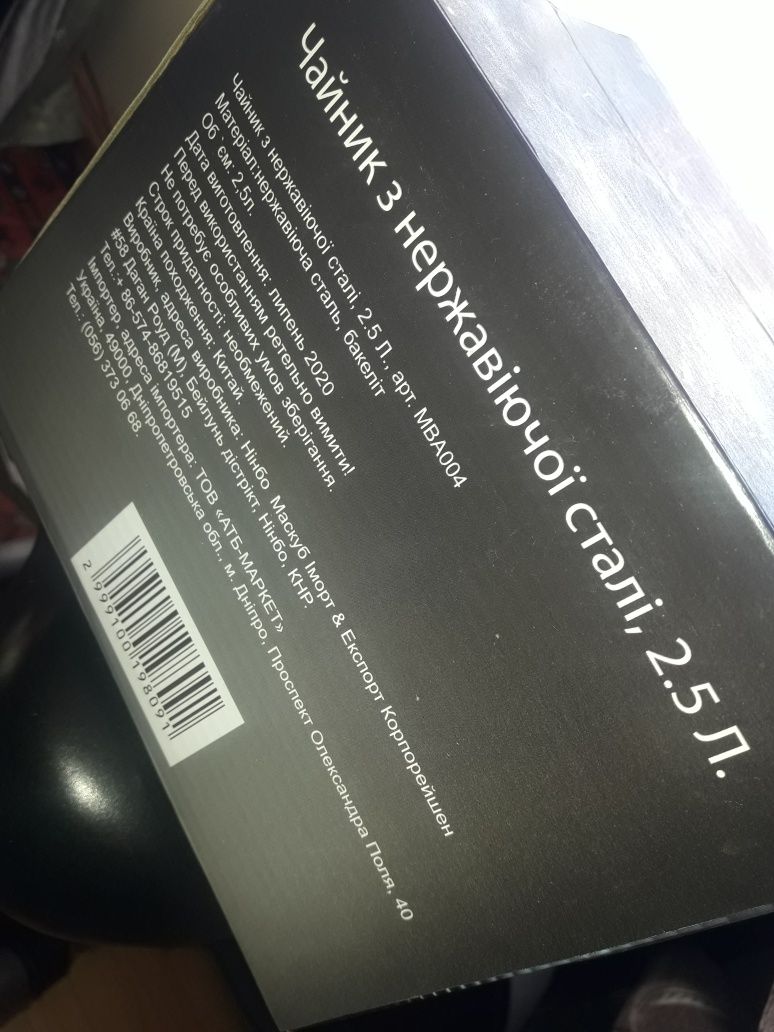 Чайник з нержавіючої сталі, 2.5 Л.
Чайник з нержавіючої сталі, 2.5 Л., арт. MBA004
Матеріал:нержавіюча сталь, бакеліт
Об`єм: 2,5л.
Дата виготовлення: липень 2020
Перед використанням ретельно вимити!
Не потребує особливих умов зберігання.
Строк придатності: необмежений.
Країна походження: Китай.
Виробник, адреса виробника: Нінбо Маскуб Іморт & Експорт Корпорейшен
#58 Даган Роуд (М), Бейлунь дістрікт, Нінбо, КНР.
Тел.:+ 86-574-86819515
Імпортер, адреса імпортера: ТОВ «АТБ-МАРКЕТ»
Україна, 49000, Дніпропетровська обл., м. Дніпро, Проспект Олександра Поля, 40
Тел.: (056) 373 06 68.
2 999100 198091